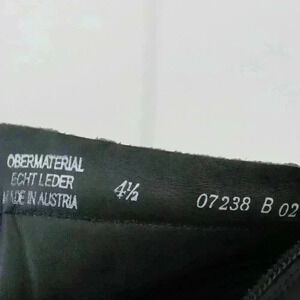 OBERMATERIAL
ECHT LEDER
MADE IN AUSTRIA
4½
07238 B 02